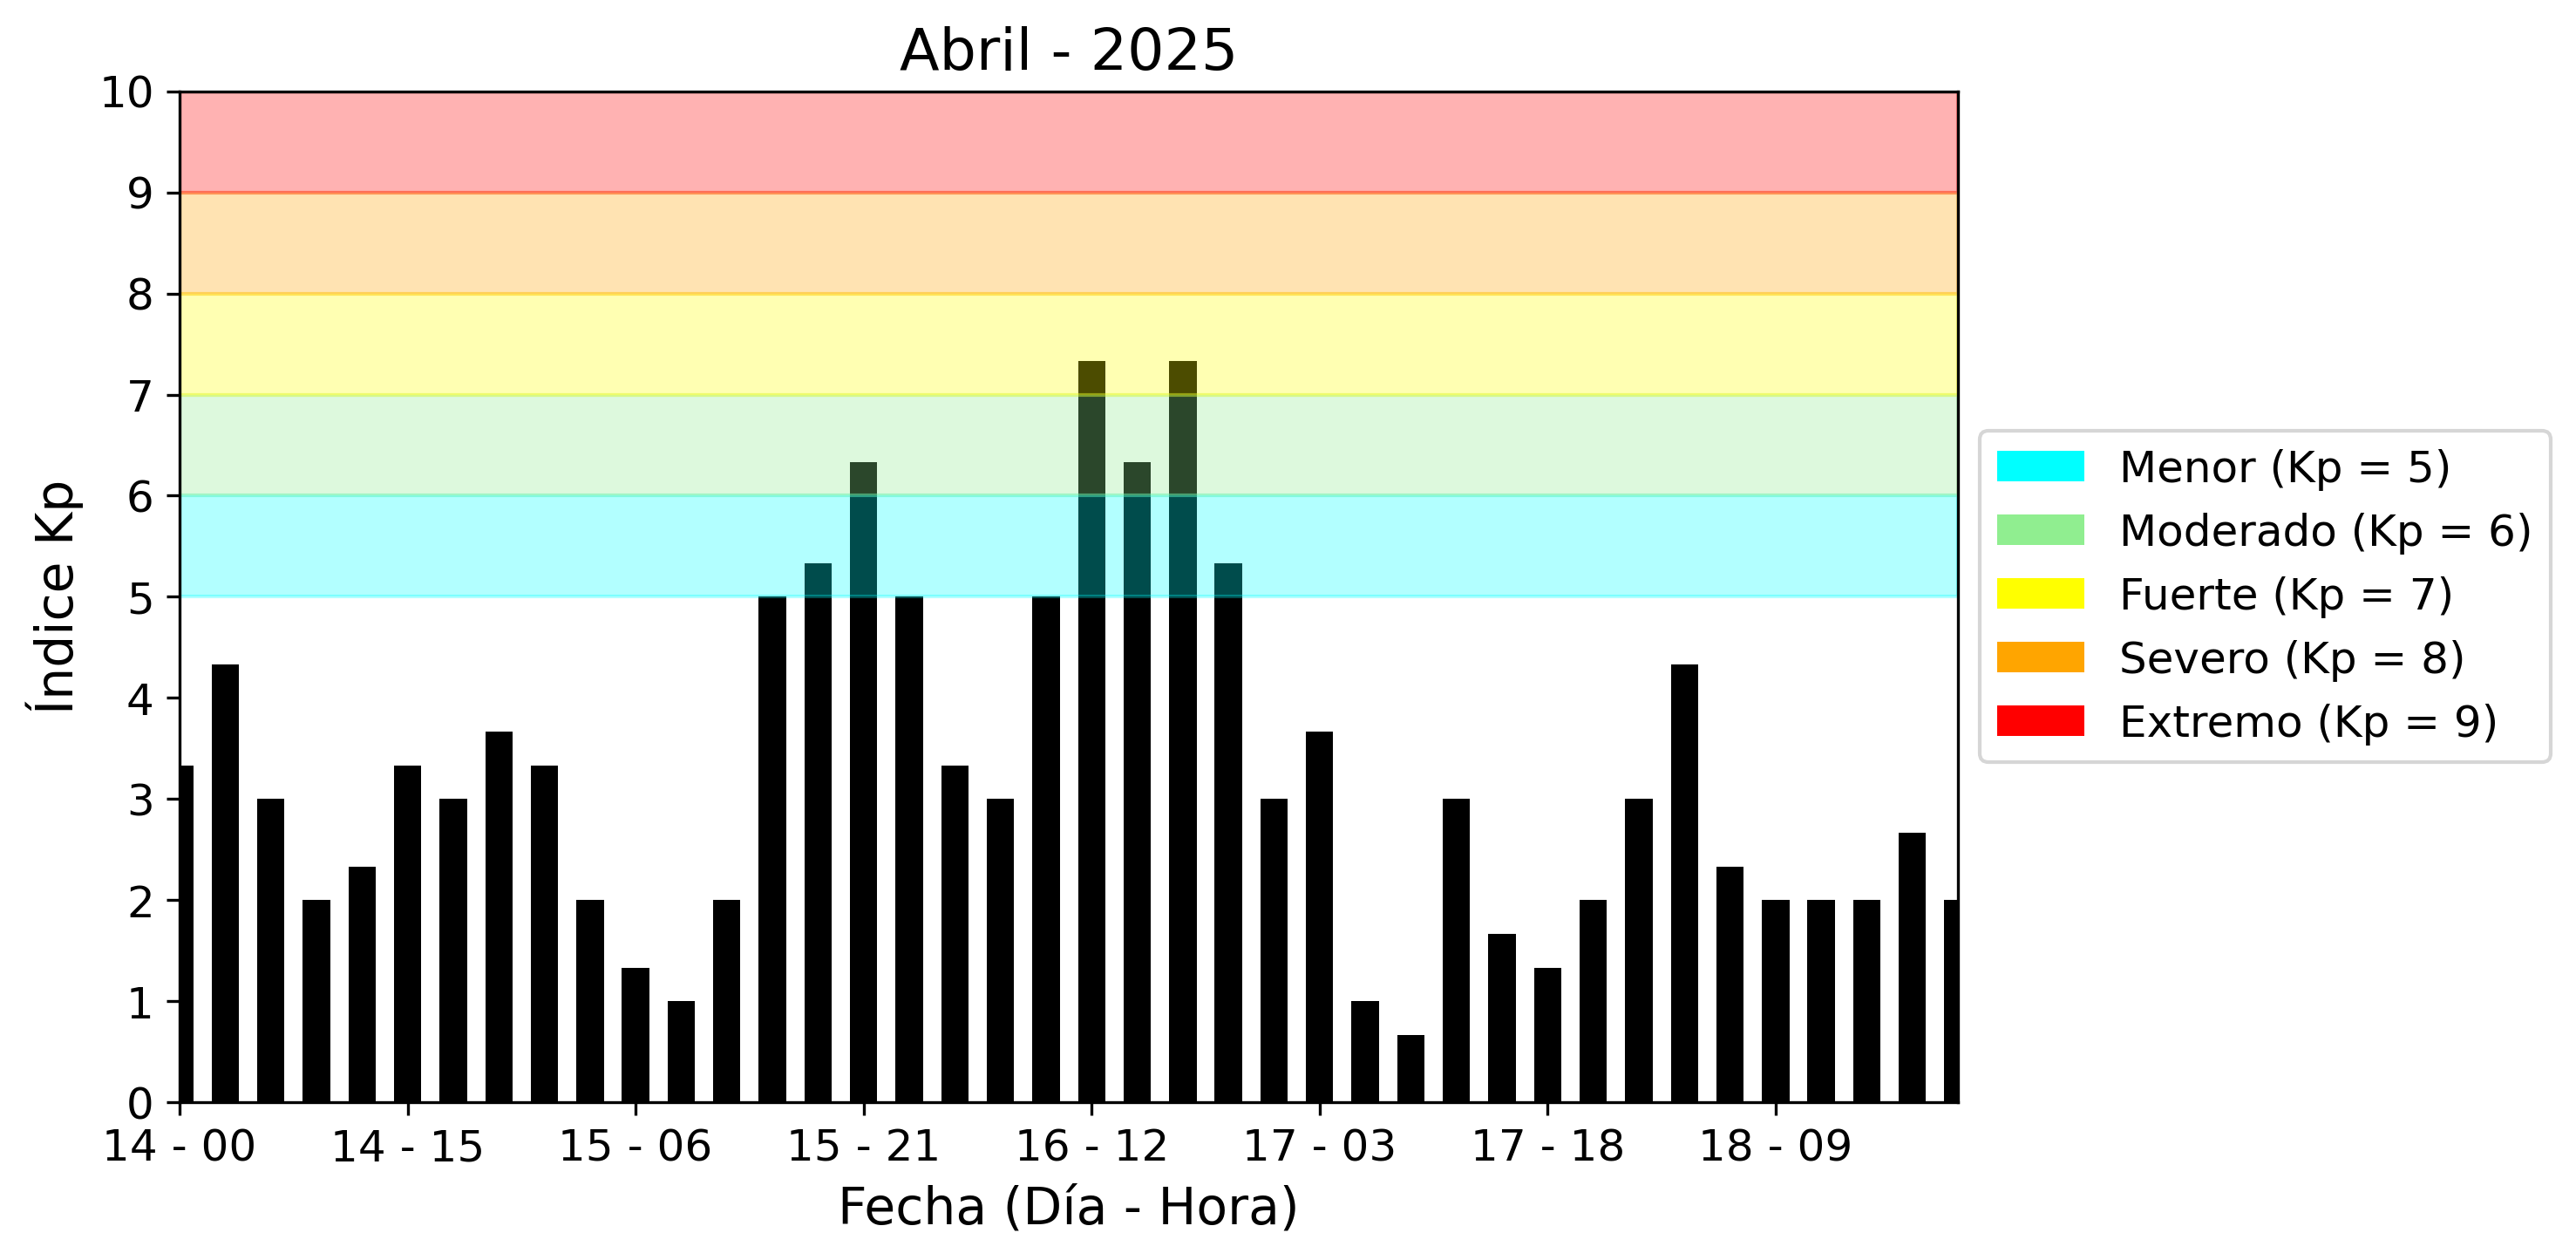 Abril - 2025
10
9
8
7
6
5
4
3
2
1
0
Índice Kp
14 - 00
14 - 15
15 - 06
15 - 21
16 - 12
17 - 03
17 - 18
18 - 09
Fecha (Día - Hora)
Menor (Kp = 5)
Moderado (Kp = 6)
Fuerte (Kp = 7)
Severo (Kp = 8)
Extremo (Kp = 9)